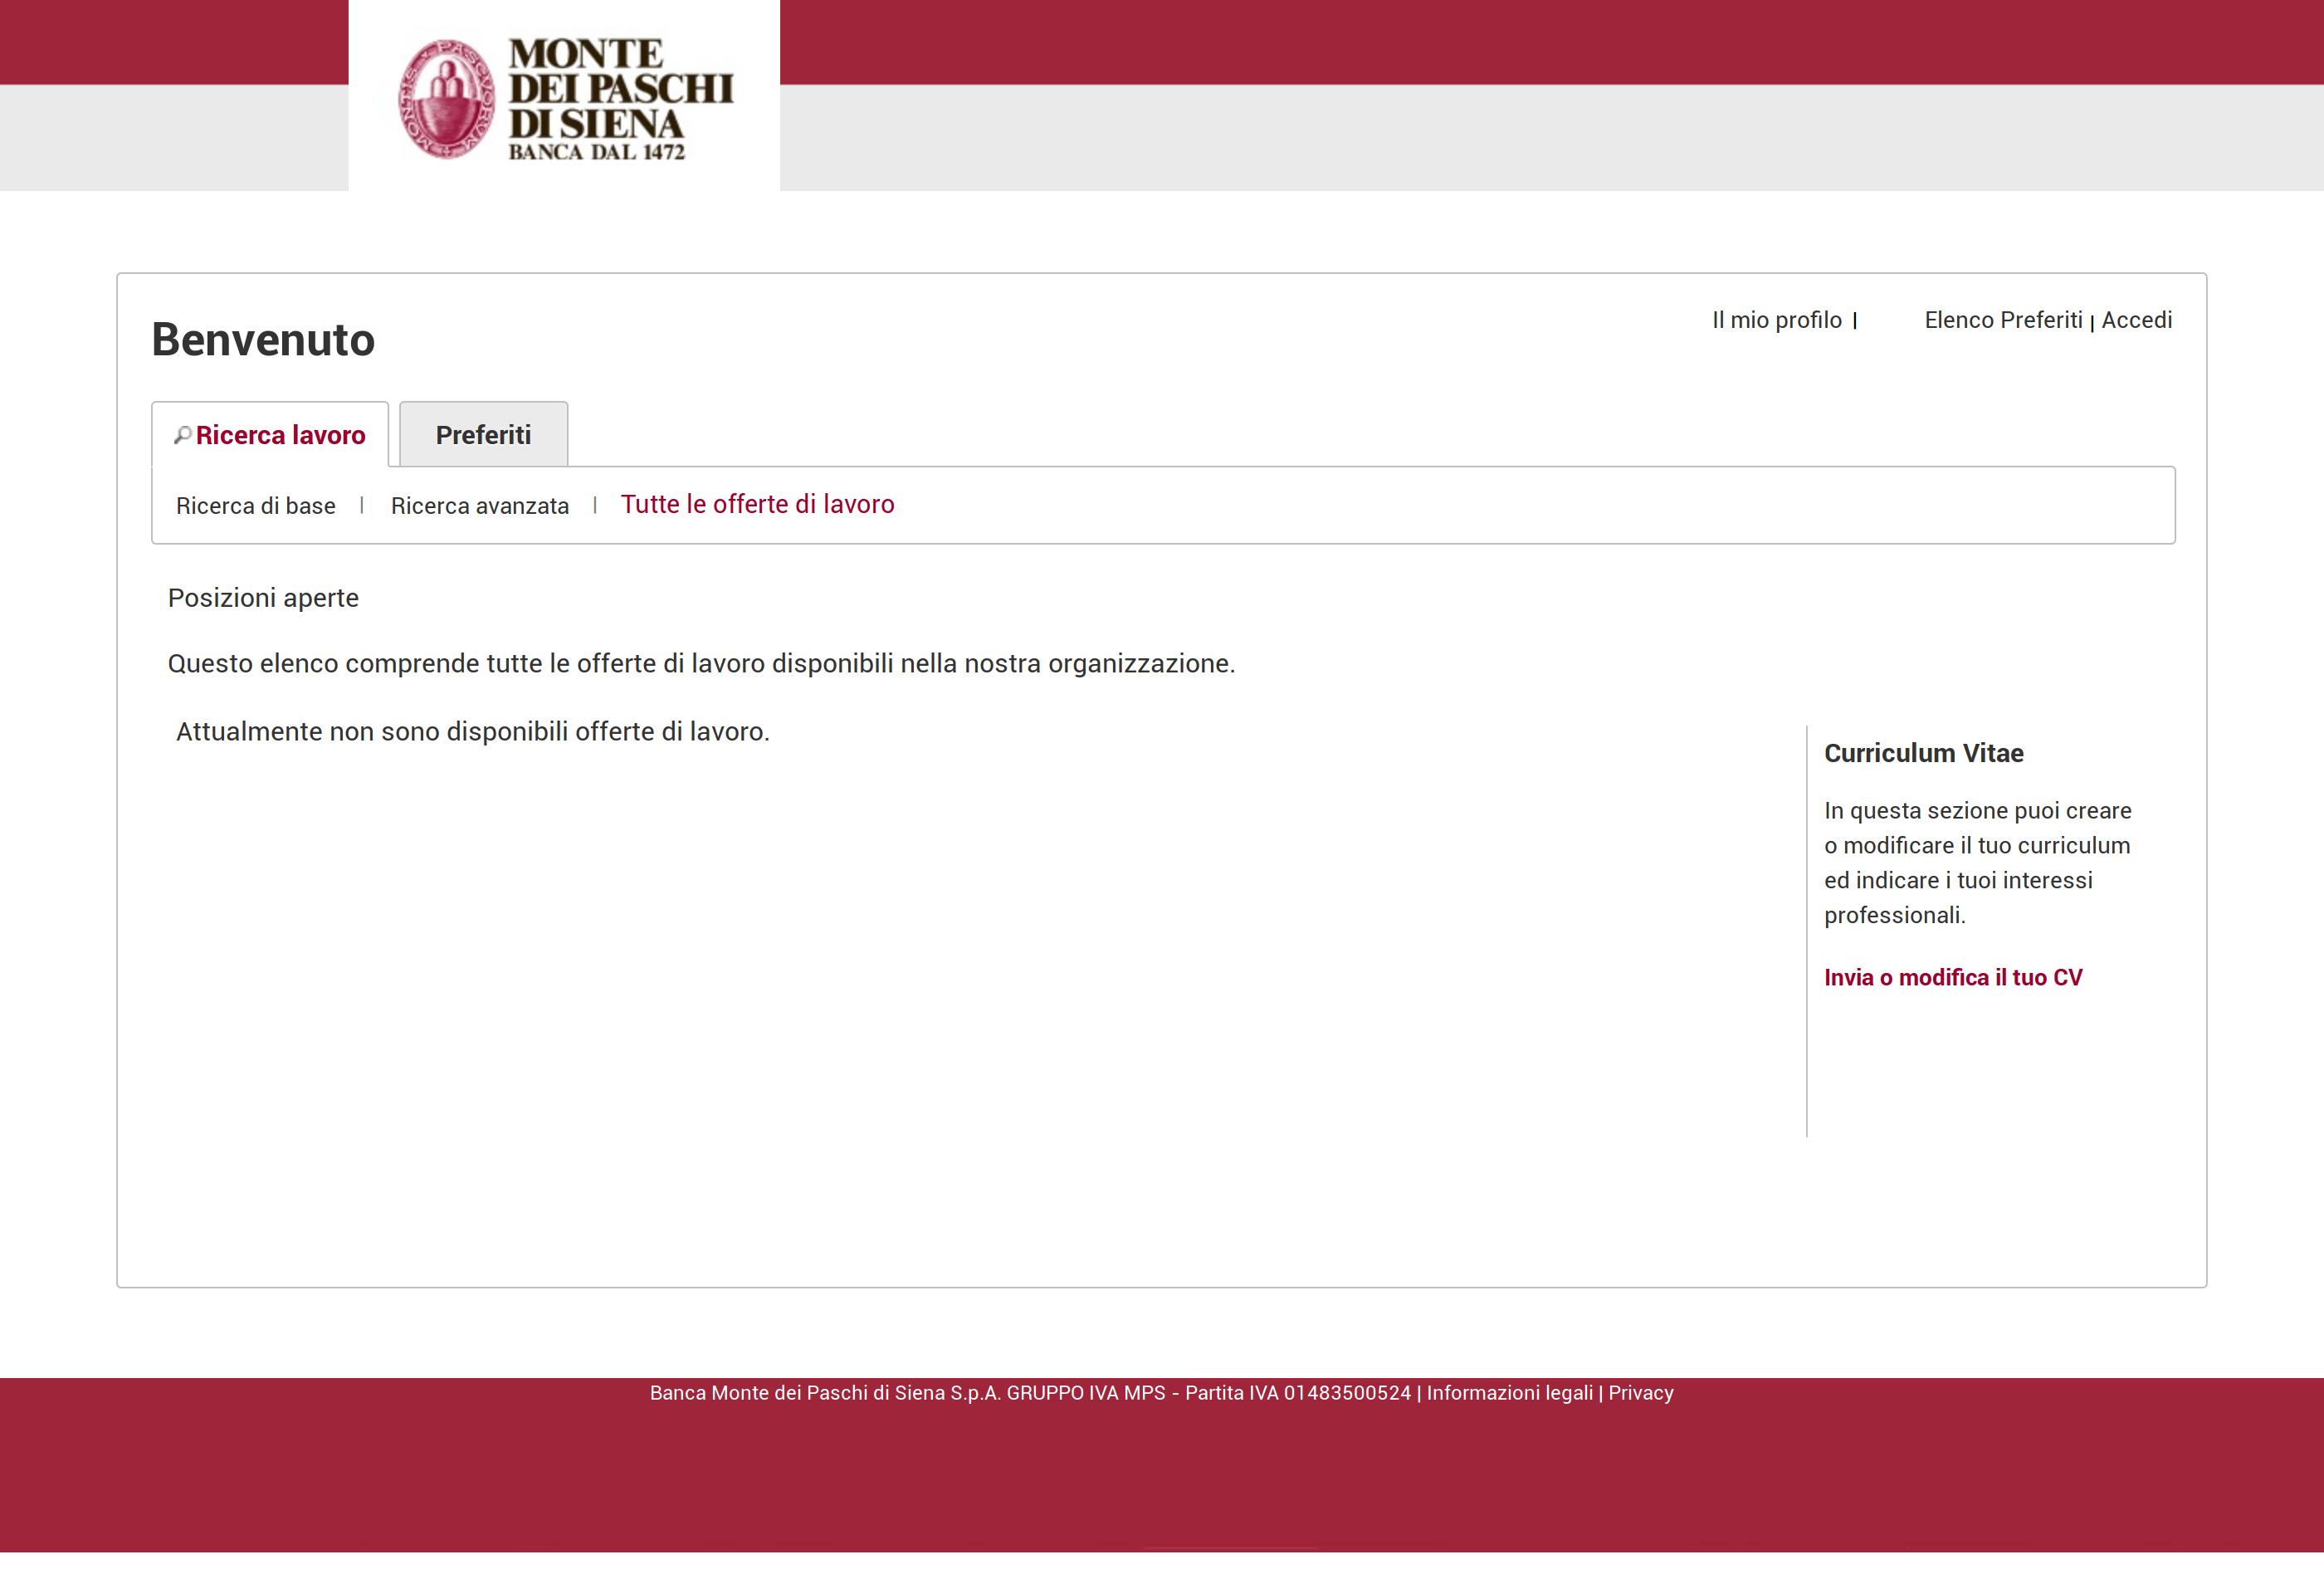 MONTIS PASCUORUM
MONTE
DEI PASCHI
DI SIENA
BANCA DAL 1472
Benvenuto
Il mio profilo | Elenco Preferiti | Accedi
Ricerca lavoro Preferiti
Ricerca di base | Ricerca avanzata | Tutte le offerte di lavoro
Posizioni aperte
Questo elenco comprende tutte le offerte di lavoro disponibili nella nostra organizzazione.
Attualmente non sono disponibili offerte di lavoro.
Curriculum Vitae
In questa sezione puoi creare
o modificare il tuo curriculum
ed indicare i tuoi interessi
professionali.
Invia o modifica il tuo CV
Banca Monte dei Paschi di Siena S.p.A. GRUPPO IVA MPS - Partita IVA 01483500524 | Informazioni legali | Privacy